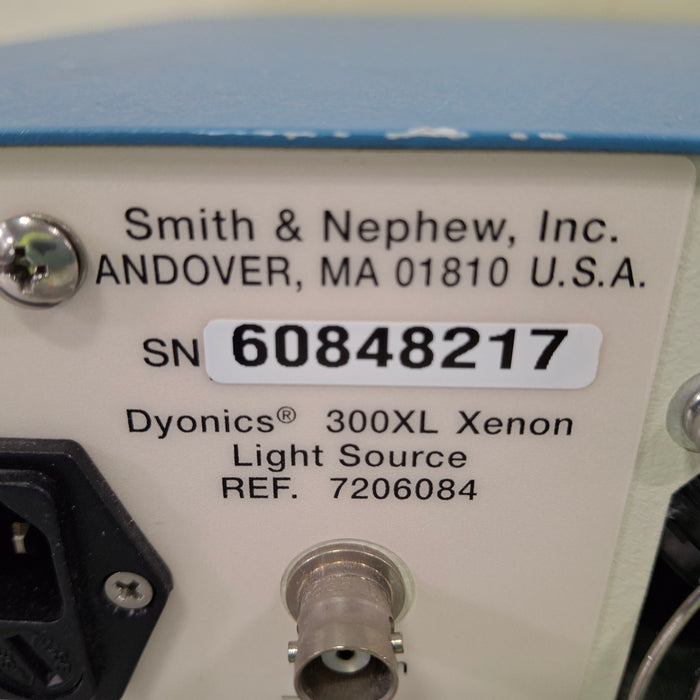 Smith & Nephew, Inc.
ANDOVER, MA 01810 U.S.A.
SN 60848217
Dyonics® 300XL Xenon
Light Source
REF. 7206084